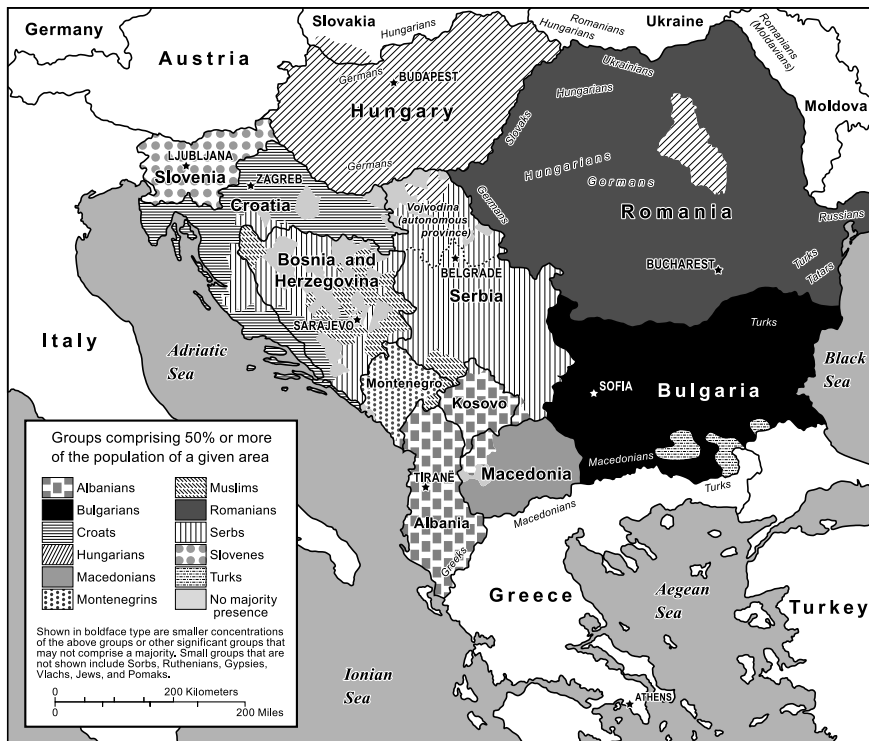 Germany
Slovakia
Hungarians
Romanians
Hungarians
Ukraine
Romanians
(Moldavians)
Austria
Germans
BUDAPEST
Hungary
Ukrainians
Hungarians
Slovaks
Moldova
LJUBLJANA
Slovenia
ZAGREB
Croatia
Germans
Hungarians
Germans
Romania
Germans
Vojvodina
(autonomous
province)
Russians
Bosnia and
Herzegovina
BELGRADE
Serbia
BUCHAREST
Turks
Tatars
SARAJEVO
Italy
Adriatic
Sea
Turks
Black
Sea
Montenegro
Kosovo
SOFIA
Bulgaria
Macedonians
Macedonia
TIRANË
Albania
Greeks
Macedonians
Turks
Greece
Aegean
Sea
Turkey
Ionian
Sea
ATHENS
Groups comprising 50% or more
of the population of a given area
Albanians
Bulgarians
Croats
Hungarians
Macedonians
Montenegrins
Muslims
Romanians
Serbs
Slovenes
Turks
No majority
presence
Shown in boldface type are smaller concentrations
of the above groups or other significant groups that
may not comprise a majority. Small groups that are
not shown include Sorbs, Ruthenians, Gypsies,
Vlachs, Jews, and Pomaks.
0 200 Kilometers
0 200 Miles